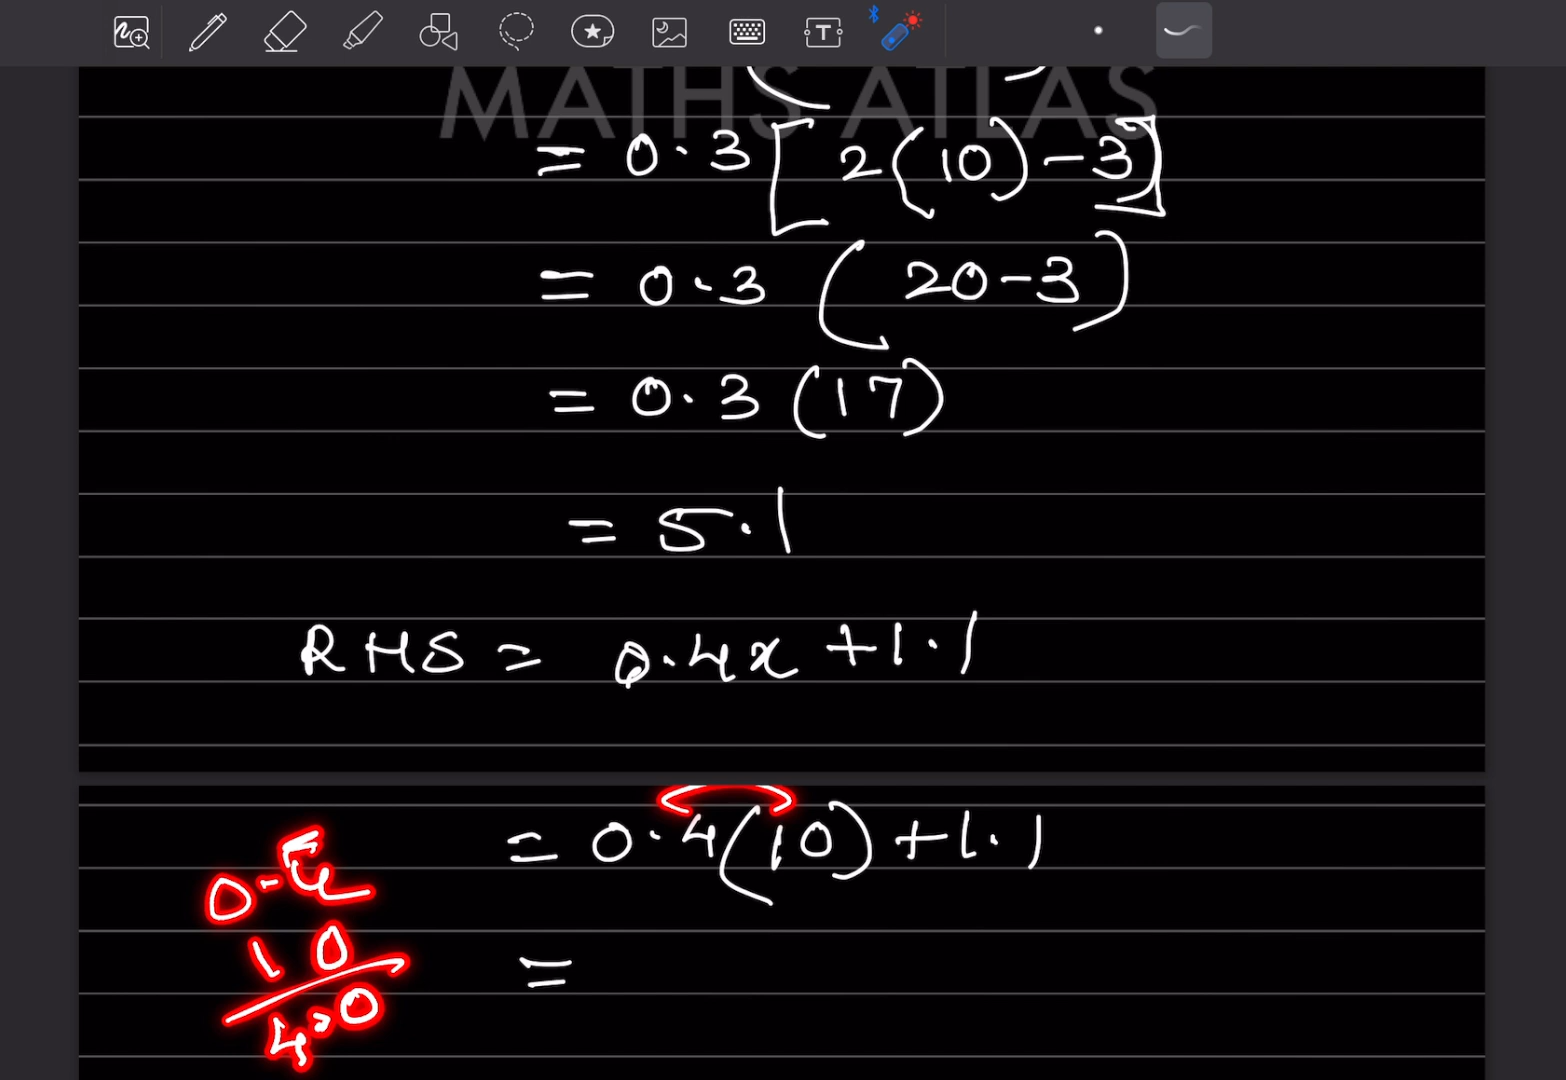 MATHS ATLAS
= 0.3 [ 2(10) - 3 ]
= 0.3 ( 20 - 3 )
= 0.3 (17)
= 5.1
RHS = 0.4x + 1.1
= 0.4(10) + 1.1
0.4
10
4.0
=